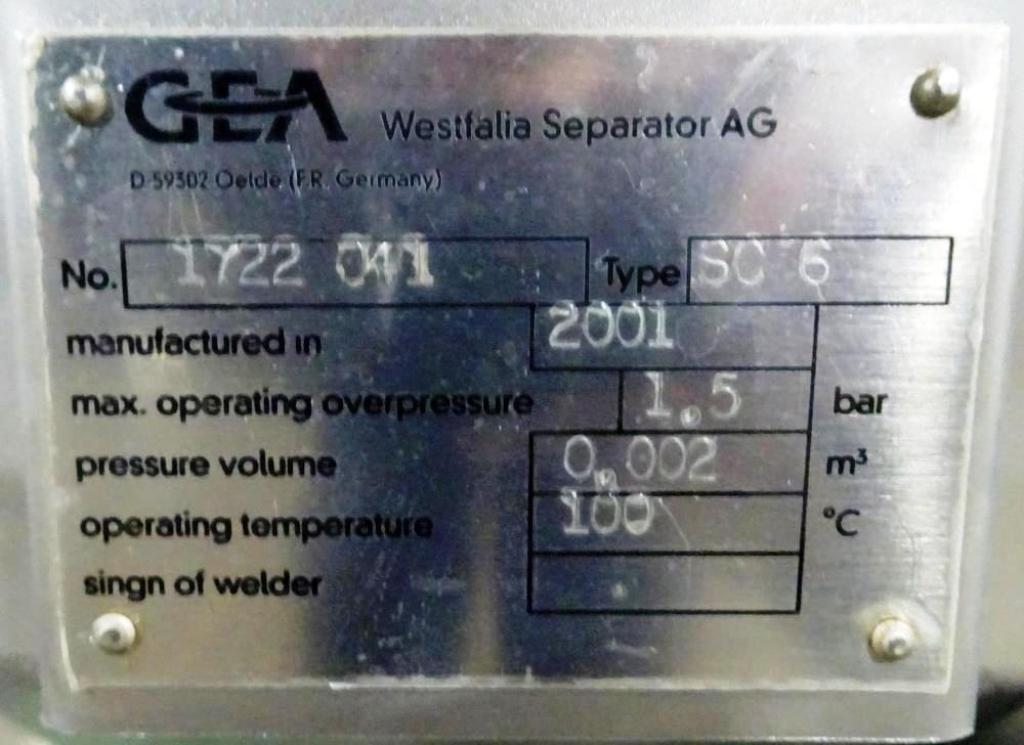 GEA Westfalia Separator AG
D-59302 Oelde (F.R. Germany)
No. 1722 Type SC 6
manufactured in 2001
max. operating overpressure 1.5 bar
pressure volume 0.002 m³
operating temperature 100 °C
singn of welder